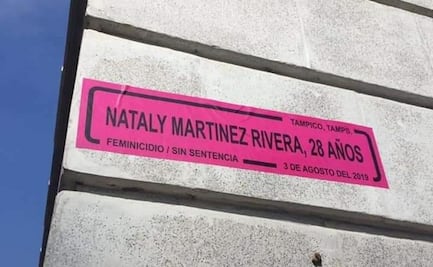 TAMPICO, TAMPS.
NATALY MARTINEZ RIVERA, 28 AÑOS
FEMINICIDIO / SIN SENTENCIA
3 DE AGOSTO DEL 2019